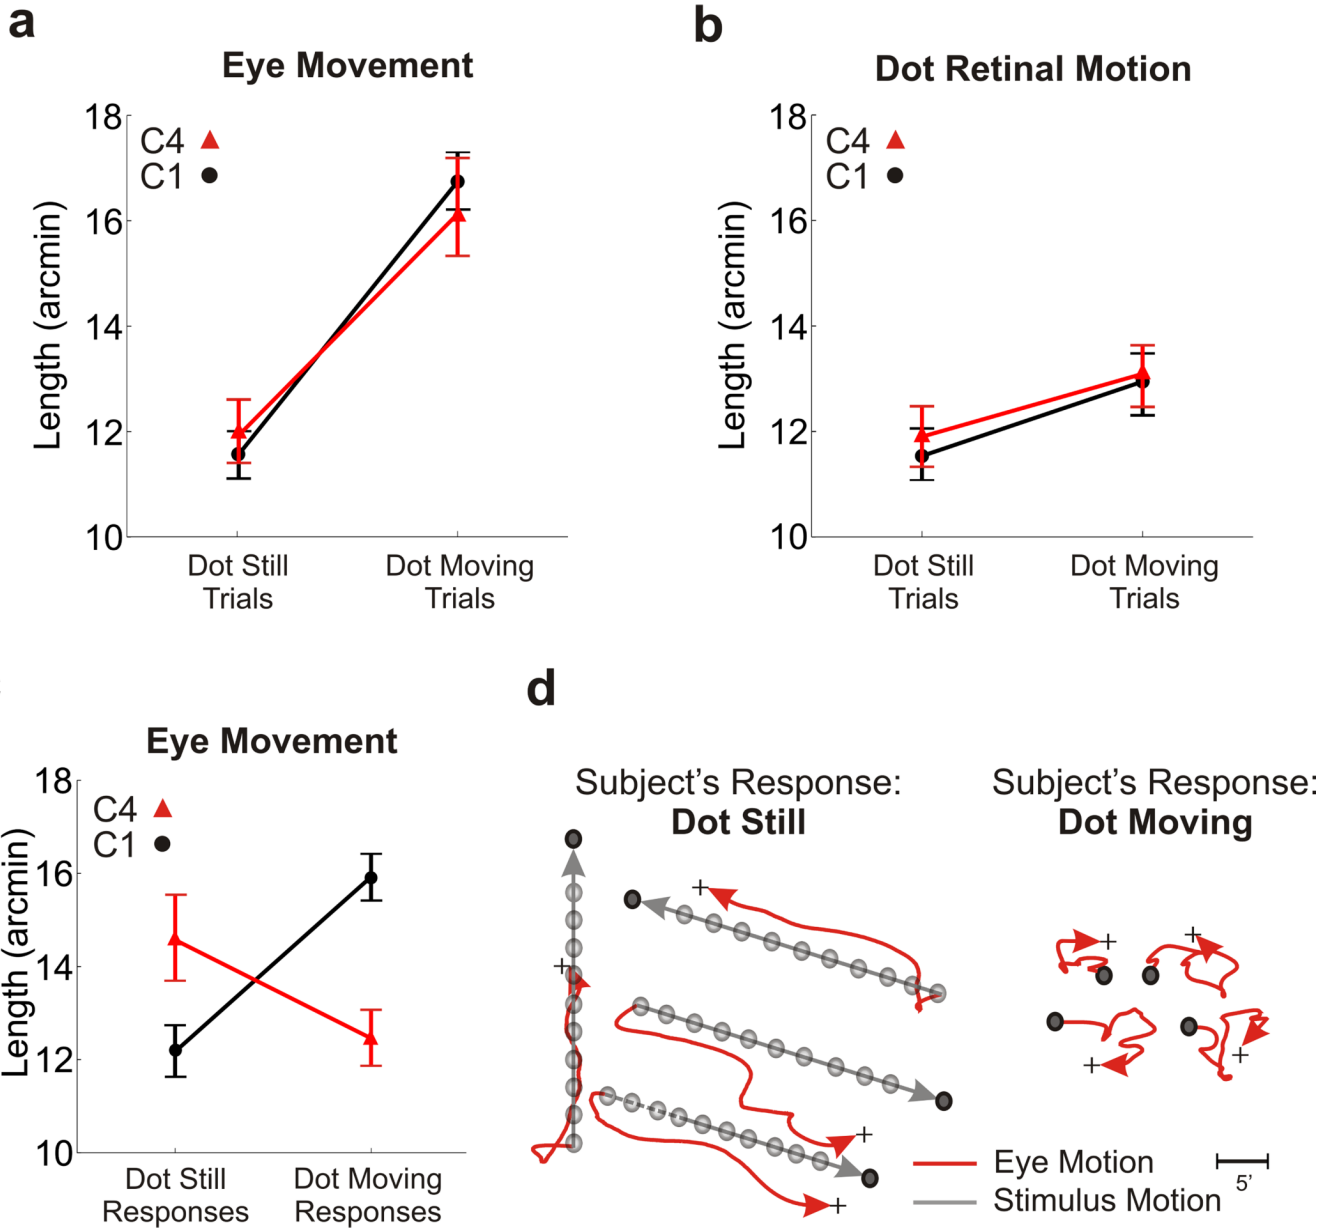 a
Eye Movement
18
16
14
12
10
Length (arcmin)
C4
C1
Dot Still
Trials
Dot Moving
Trials
b
Dot Retinal Motion
18
16
14
12
10
Length (arcmin)
C4
C1
Dot Still
Trials
Dot Moving
Trials
Eye Movement
18
16
14
12
10
Length (arcmin)
C4
C1
Dot Still
Responses
Dot Moving
Responses
d
Subject's Response:
Dot Still
Subject's Response:
Dot Moving
Eye Motion
Stimulus Motion
5'